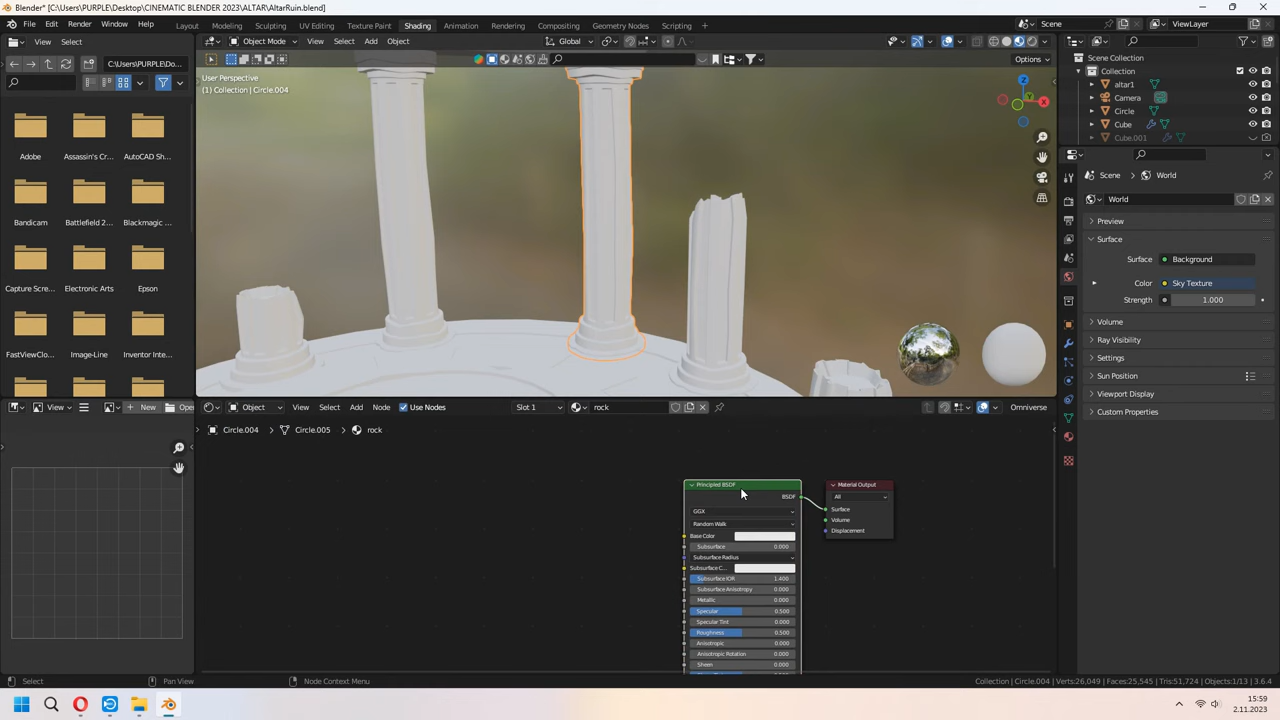 Blender* [C:\Users\PURPLE\Desktop\CINEMATIC BLENDER 2023\ALTAR\AltarRuin.blend]
File Edit Render Window Help Layout Modeling Sculpting UV Editing Texture Paint Shading Animation Rendering Compositing Geometry Nodes Scripting Scene ViewLayer
View Select Object Mode View Select Add Object Global
C:\Users\PURPLE\Do... Options
User Perspective
(1) Collection | Circle.004
Scene Collection
Collection
altar1
Camera
Circle
Cube
Cube.001
Adobe Assassin's Cr... AutoCAD Sh...
Bandicam Battlefield 2... Blackmagic ...
Capture Scre... Electronic Arts Epson
FastViewClo... Image-Line Inventor Inte...
X
Y
Z
Scene World
World
Preview
Surface
Surface Background
Color Sky Texture
Strength 1.000
Volume
Ray Visibility
Settings
Sun Position
Viewport Display
Custom Properties
View New Open Object View Select Add Node Use Nodes Slot 1 rock Omniverse
Circle.004 Circle.005 rock
Principled BSDF
BSDF
GGX
Random Walk
Base Color
Subsurface 0.000
Subsurface Radius
Subsurface C...
Subsurface IOR 1.400
Subsurface Anisotropy 0.000
Metallic 0.000
Specular 0.500
Specular Tint 0.000
Roughness 0.500
Anisotropic 0.000
Anisotropic Rotation 0.000
Sheen 0.000
Material Output
All
Surface
Volume
Displacement
Select Pan View Node Context Menu Collection | Circle.004 | Verts:26,049 | Faces:25,545 | Tris:51,724 | Objects:1/13 | 3.6.4
15:59
2.11.2023